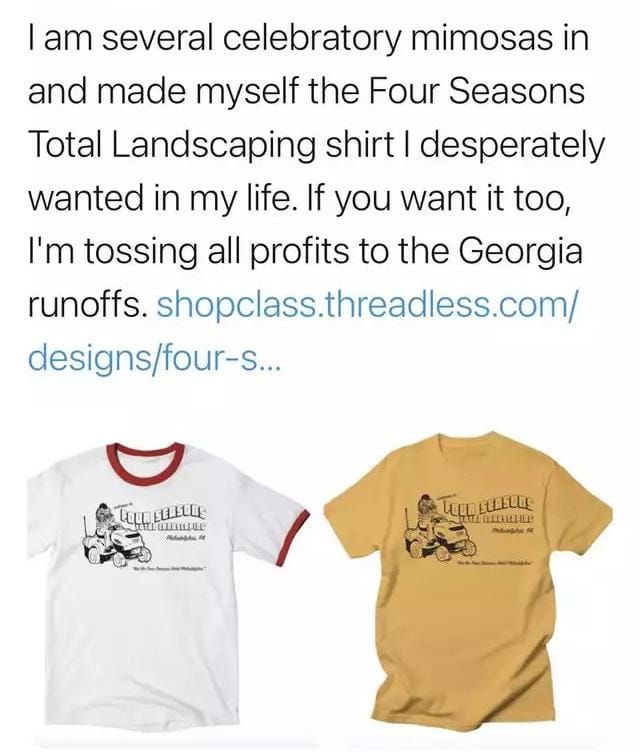 I am several celebratory mimosas in
and made myself the Four Seasons
Total Landscaping shirt I desperately
wanted in my life. If you want it too,
I'm tossing all profits to the Georgia
runoffs. shopclass.threadless.com/
designs/four-s...
FOUR SEASONS
TOTAL LANDSCAPING
Philadelphia, PA
FOUR SEASONS
TOTAL LANDSCAPING
Philadelphia, PA